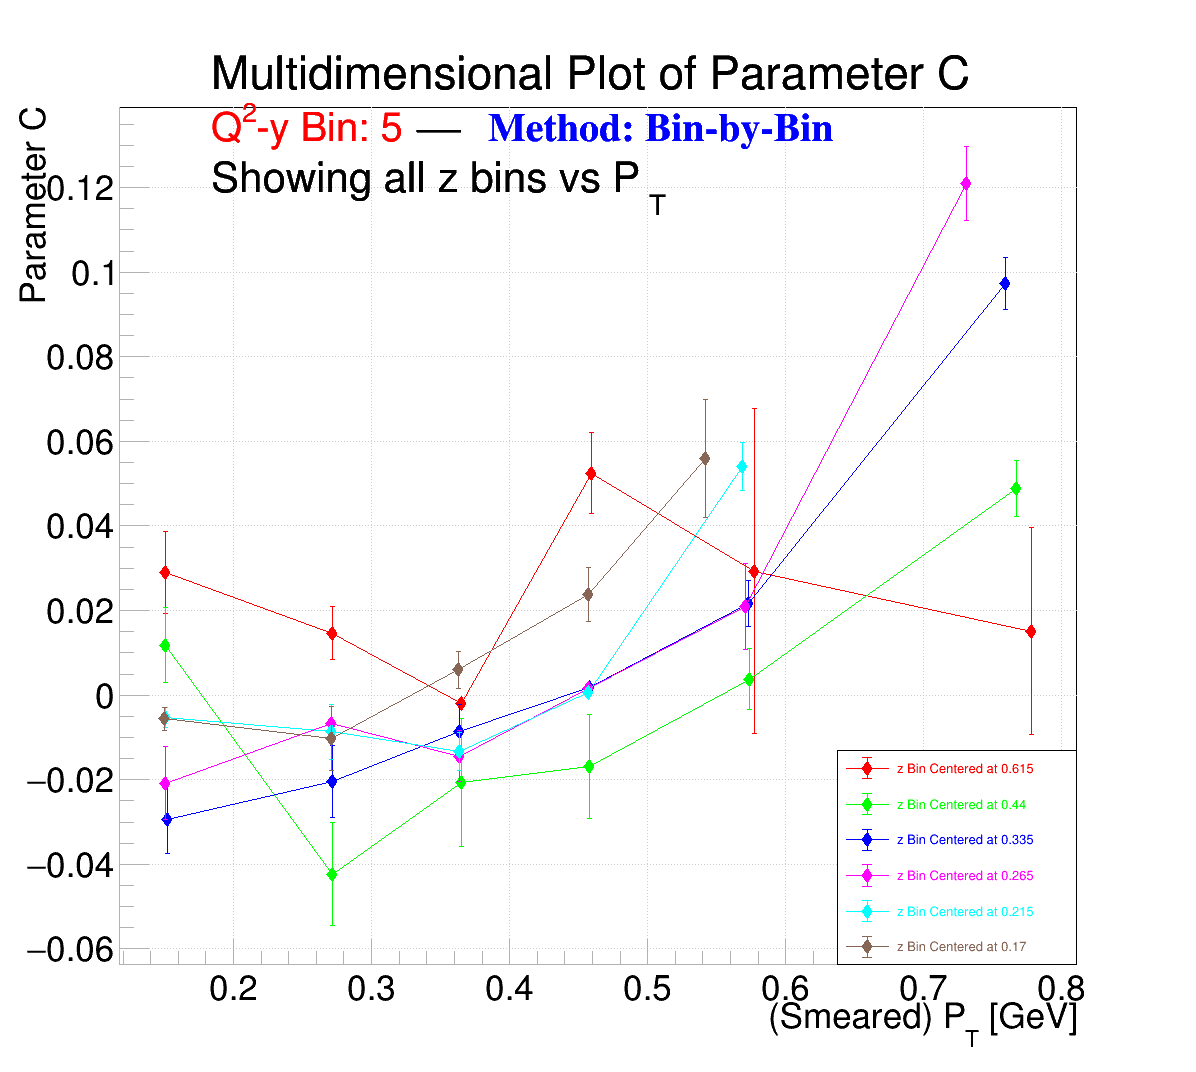 Multidimensional Plot of Parameter C
Q²-y Bin: 5 — Method: Bin-by-Bin
Showing all z bins vs P_T
Parameter C
0.12
0.1
0.08
0.06
0.04
0.02
0
−0.02
−0.04
−0.06
z Bin Centered at 0.615
z Bin Centered at 0.44
z Bin Centered at 0.335
z Bin Centered at 0.265
z Bin Centered at 0.215
z Bin Centered at 0.17
0.2 0.3 0.4 0.5 0.6 0.7 0.8
(Smeared) P_T [GeV]